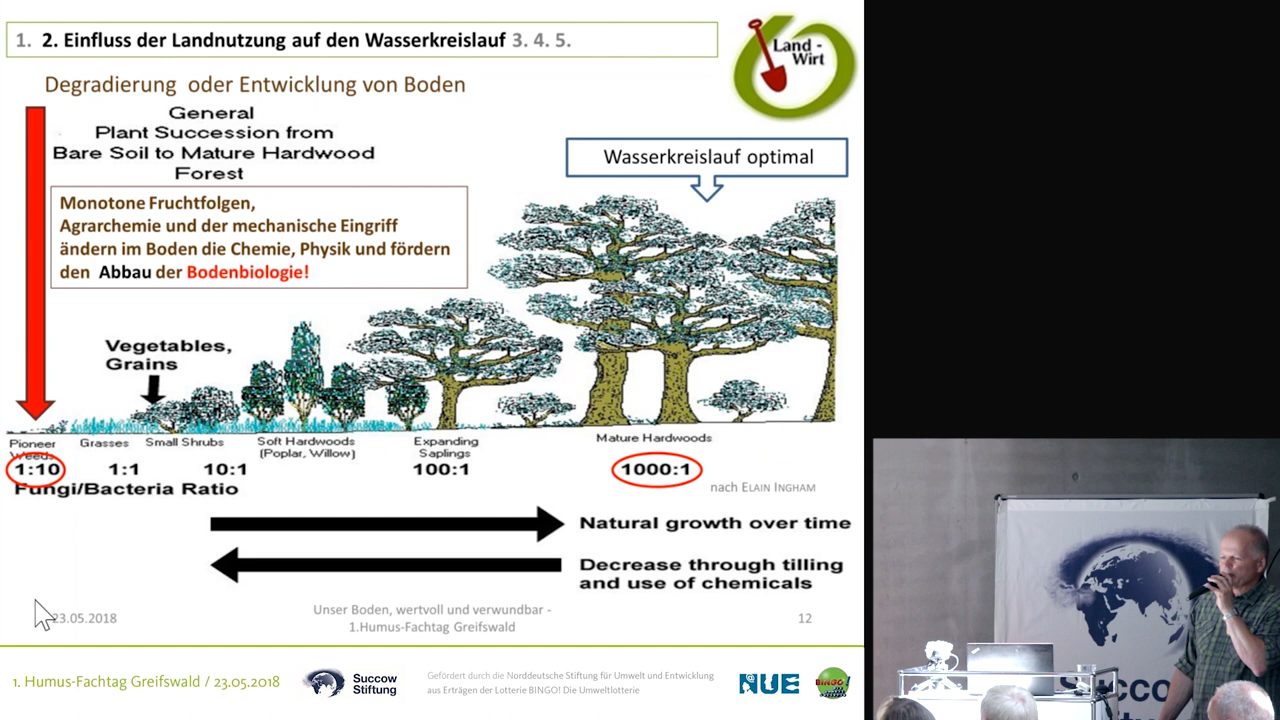 1. 2. Einfluss der Landnutzung auf den Wasserkreislauf 3. 4. 5.
Land -
Wirt
Degradierung oder Entwicklung von Boden
General
Plant Succession from
Bare Soil to Mature Hardwood
Forest
Wasserkreislauf optimal
Monotone Fruchtfolgen,
Agrarchemie und der mechanische Eingriff
ändern im Boden die Chemie, Physik und fördern
den Abbau der Bodenbiologie!
Vegetables,
Grains
Pioneer
Weeds
Grasses
Small Shrubs
Soft Hardwoods
(Poplar, Willow)
Expanding
Saplings
Mature Hardwoods
1:10
1:1
10:1
100:1
1000:1
Fungi/Bacteria Ratio
nach ELAIN INGHAM
Natural growth over time
Decrease through tilling
and use of chemicals
23.05.2018
Unser Boden, wertvoll und verwundbar -
1.Humus-Fachtag Greifswald
12
1. Humus-Fachtag Greifswald / 23.05.2018
Succow
Stiftung
Gefördert durch die Norddeutsche Stiftung für Umwelt und Entwicklung
aus Erträgen der Lotterie BINGO! Die Umweltlotterie
NUE
BINGO!